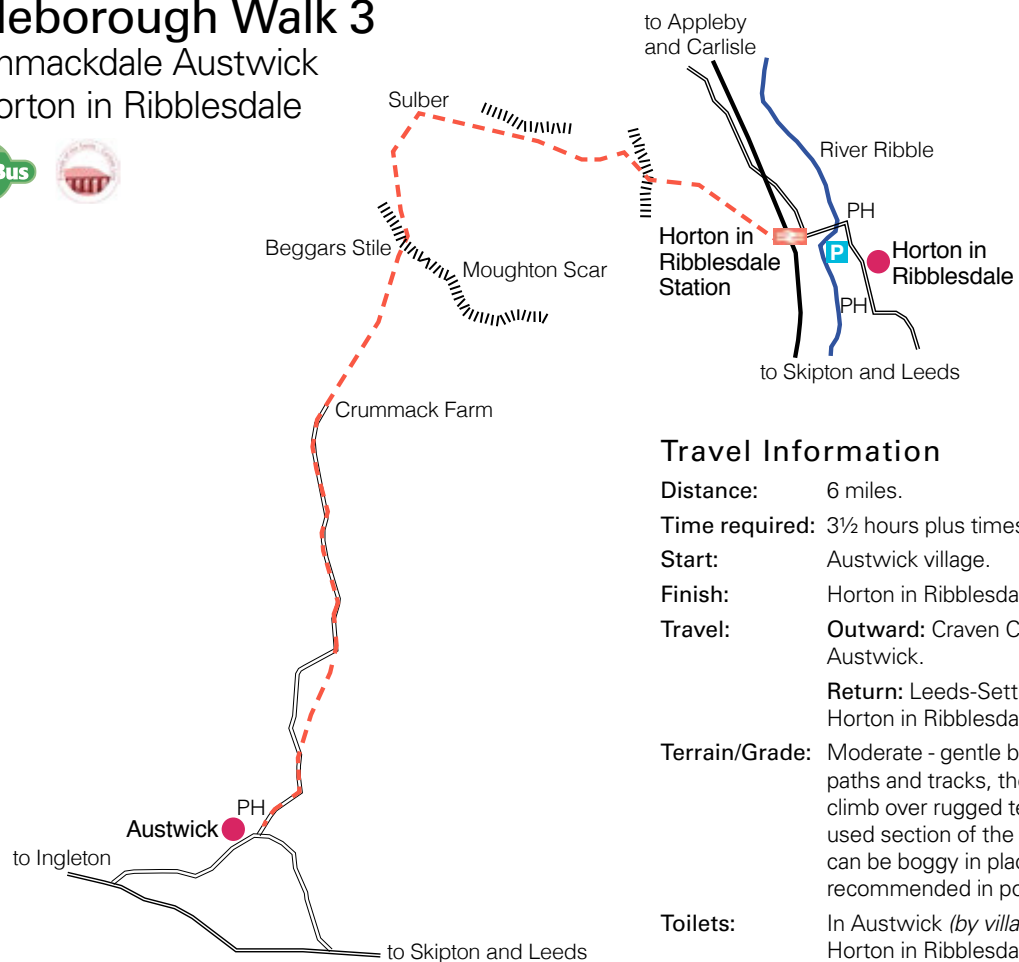 leborough Walk 3
mmackdale Austwick
orton in Ribblesdale
Bus
to Appleby
and Carlisle
Sulber
River Ribble
PH
Beggars Stile
Moughton Scar
Horton in
Ribblesdale
Station
P
Horton in
Ribblesdale
PH
to Skipton and Leeds
Crummack Farm
PH
Austwick
to Ingleton
to Skipton and Leeds
Travel Information
Distance: 6 miles.
Time required: 3½ hours plus times
Start: Austwick village.
Finish: Horton in Ribblesda
Travel: Outward: Craven C
Austwick.
Return: Leeds-Sett
Horton in Ribblesda
Terrain/Grade: Moderate - gentle b
paths and tracks, the
climb over rugged te
used section of the
can be boggy in plac
recommended in po
Toilets: In Austwick (by villa
Horton in Ribblesda